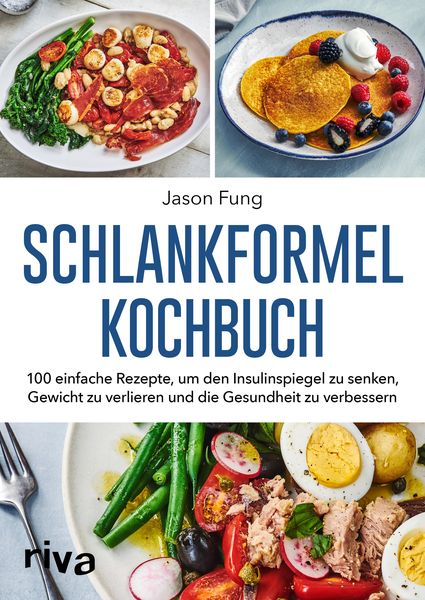 Jason Fung
SCHLANKFORMEL
KOCHBUCH
100 einfache Rezepte, um den Insulinspiegel zu senken,
Gewicht zu verlieren und die Gesundheit zu verbessern
riva